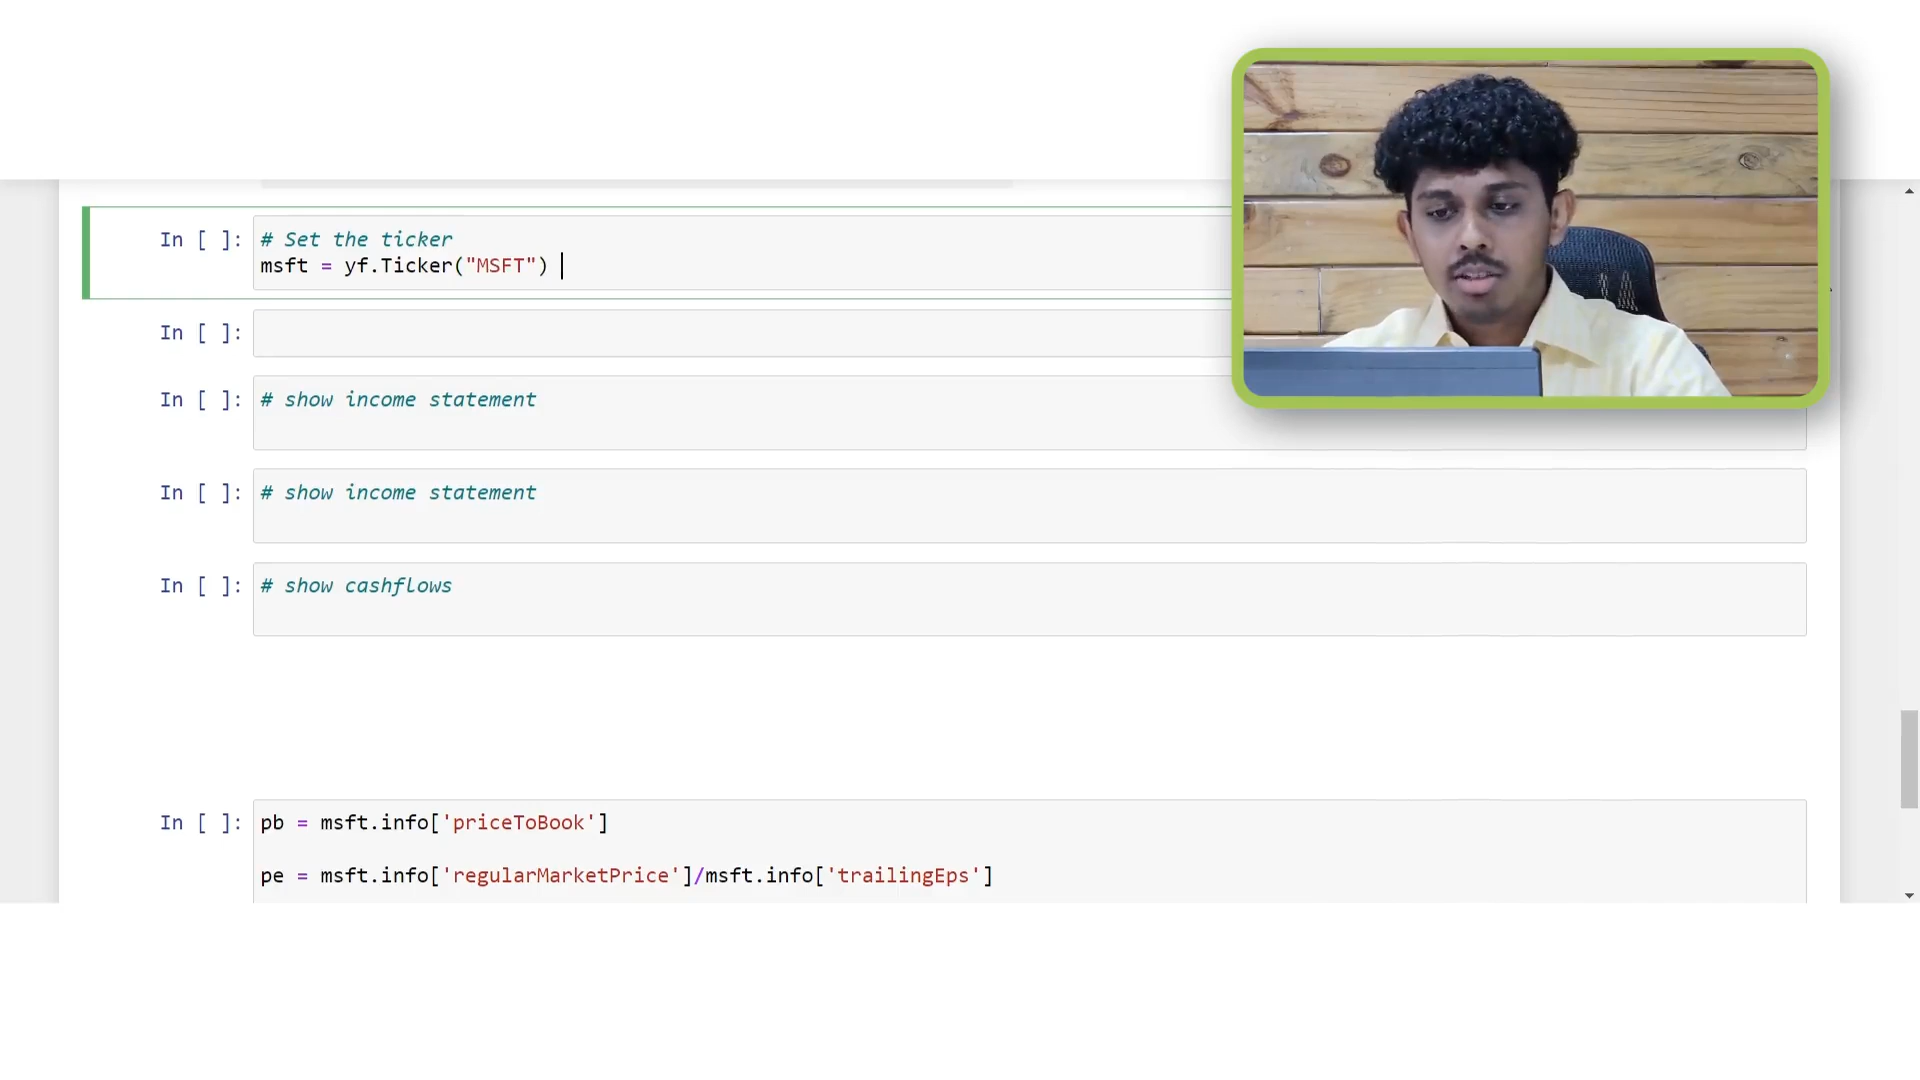 In [ ]: # Set the ticker
msft = yf.Ticker("MSFT")
In [ ]:
In [ ]: # show income statement
In [ ]: # show income statement
In [ ]: # show cashflows
In [ ]: pb = msft.info['priceToBook']
pe = msft.info['regularMarketPrice']/msft.info['trailingEps']